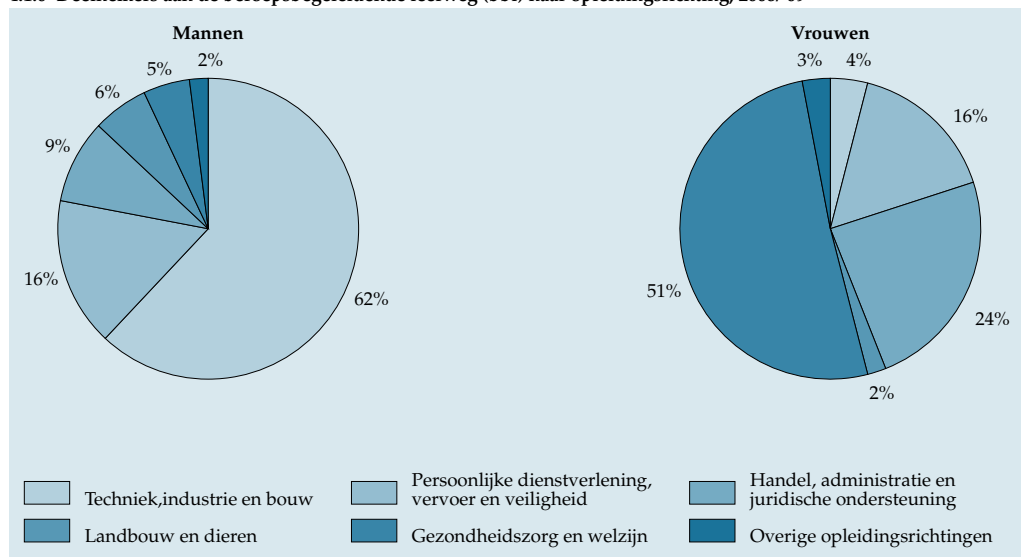 Mannen
Vrouwen
2%
5%
6%
9%
16%
62%
3%
4%
16%
24%
2%
51%
Techniek,industrie en bouw
Persoonlijke dienstverlening,
vervoer en veiligheid
Handel, administratie en
juridische ondersteuning
Landbouw en dieren
Gezondheidszorg en welzijn
Overige opleidingsrichtingen